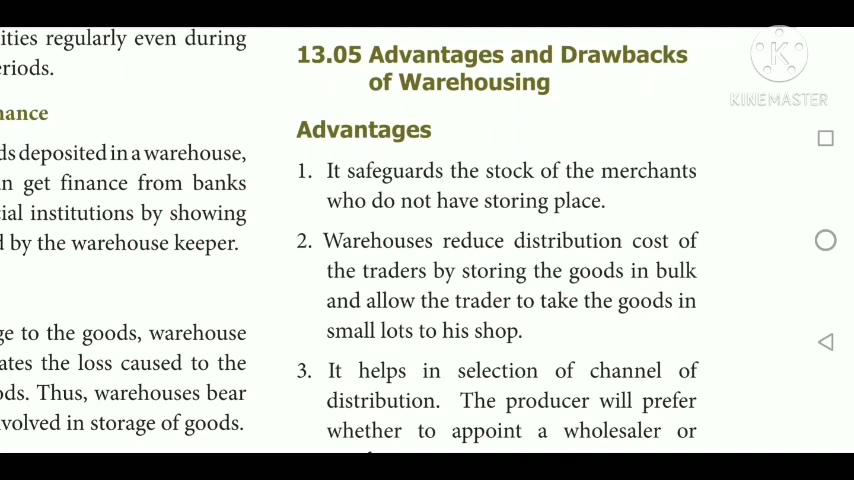 ities regularly even during
eriods.
nance
ds deposited in a warehouse,
n get finance from banks
cial institutions by showing
d by the warehouse keeper.
ge to the goods, warehouse
ates the loss caused to the
ods. Thus, warehouses bear
nvolved in storage of goods.
13.05 Advantages and Drawbacks
of Warehousing
Advantages
1. It safeguards the stock of the merchants
who do not have storing place.
2. Warehouses reduce distribution cost of
the traders by storing the goods in bulk
and allow the trader to take the goods in
small lots to his shop.
3. It helps in selection of channel of
distribution. The producer will prefer
whether to appoint a wholesaler or
K
KINEMASTER